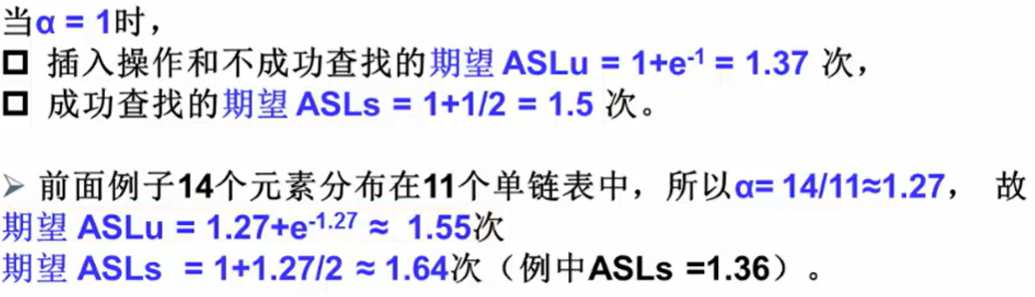 当α = 1时，
□ 插入操作和不成功查找的期望 ASLu = 1+e⁻¹ = 1.37 次，
□ 成功查找的期望 ASLs = 1+1/2 = 1.5 次。
➢ 前面例子14个元素分布在11个单链表中，所以α= 14/11≈1.27， 故
期望 ASLu = 1.27+e⁻¹·²⁷ ≈ 1.55次
期望 ASLs = 1+1.27/2 ≈ 1.64次（例中ASLs =1.36）。